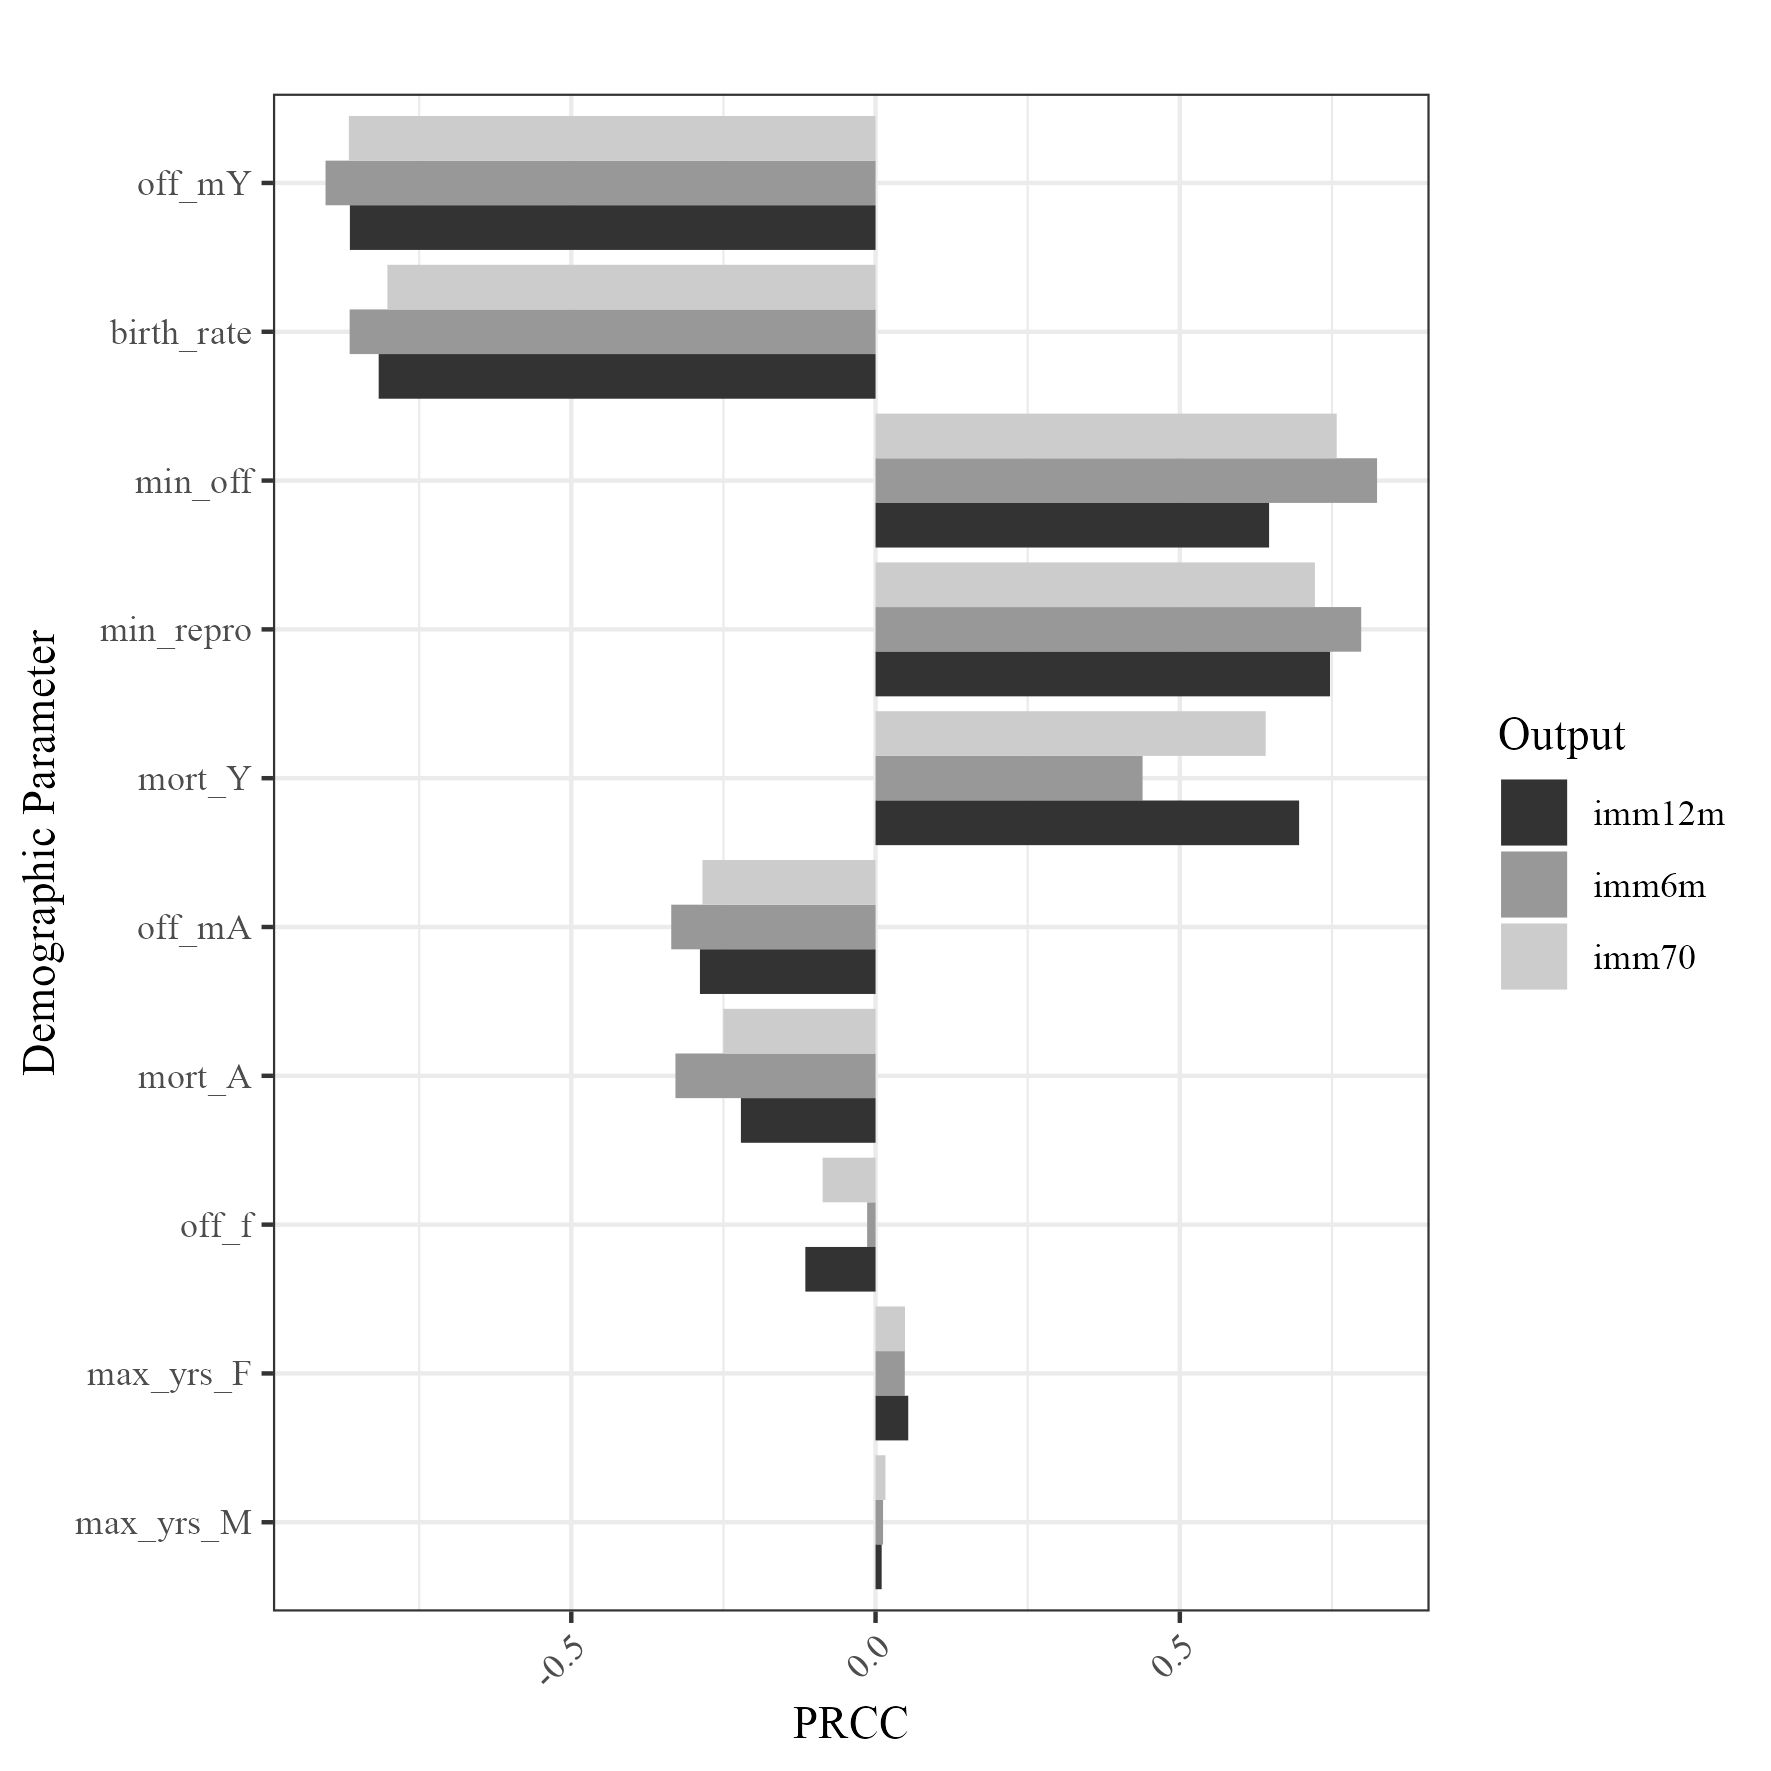 off_mY
birth_rate
min_off
min_repro
mort_Y
off_mA
mort_A
off_f
max_yrs_F
max_yrs_M
Demographic Parameter
-0.5
0.0
0.5
PRCC
Output
imm12m
imm6m
imm70